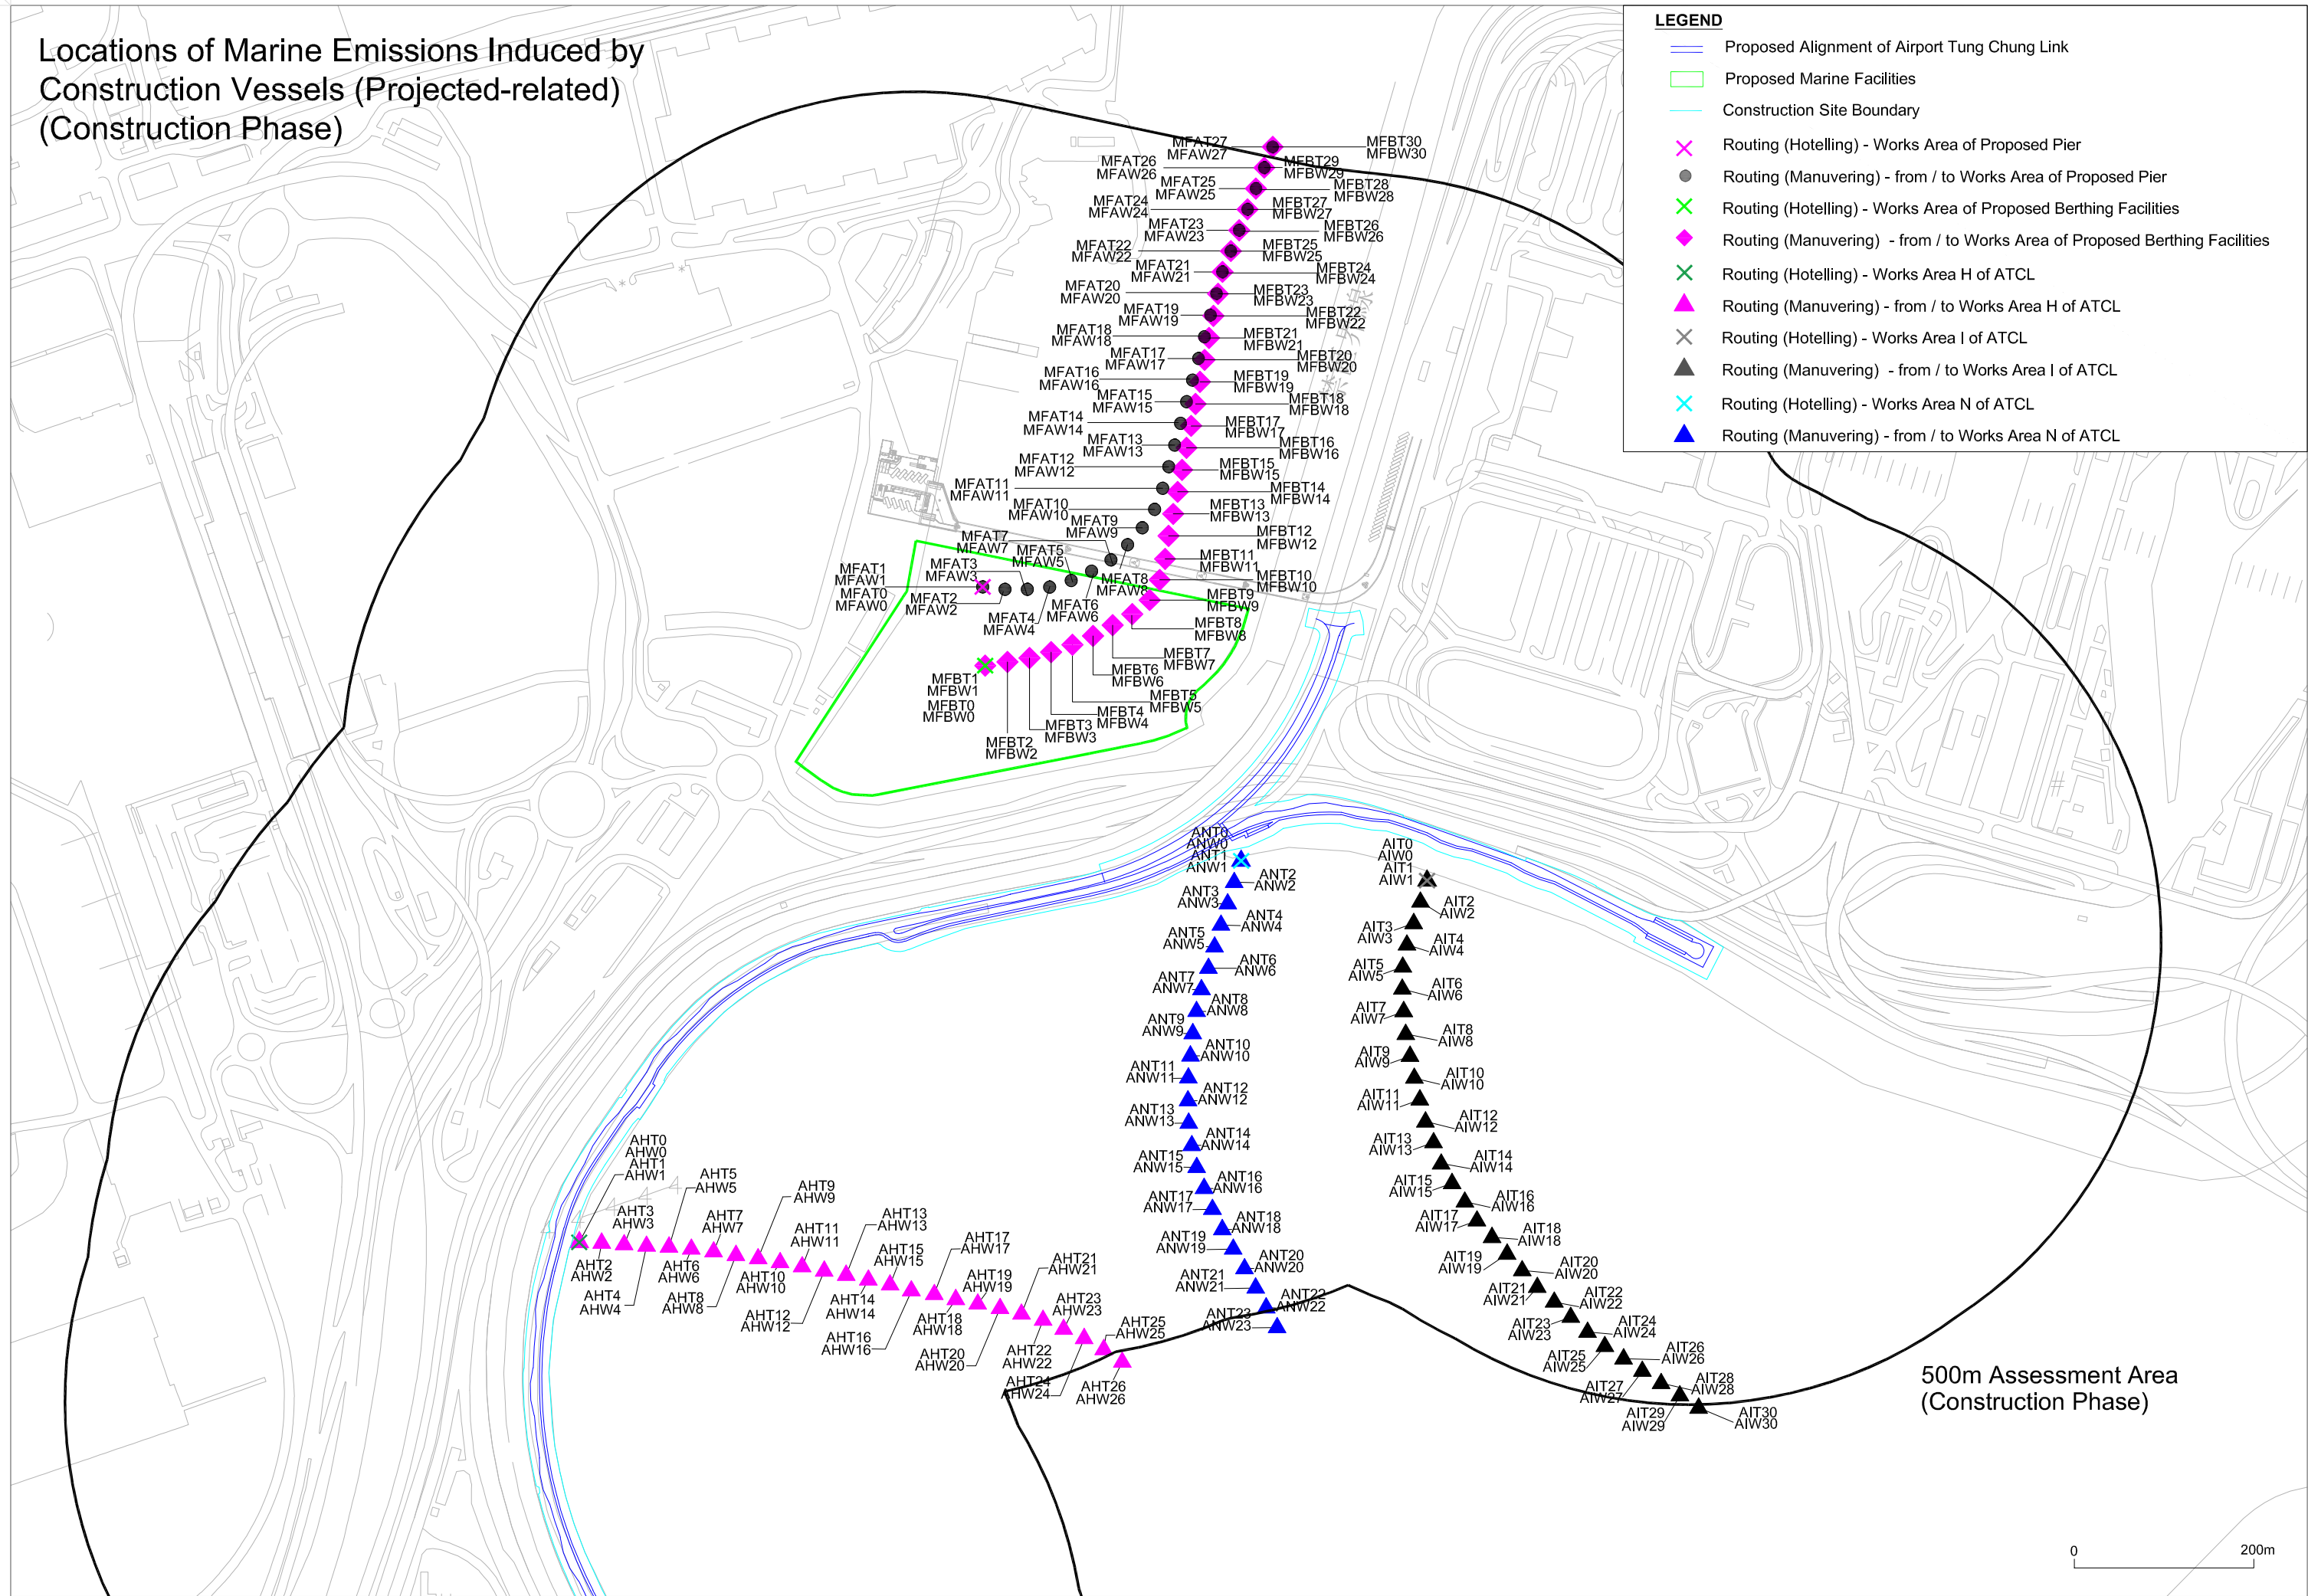 Locations of Marine Emissions Induced by
Construction Vessels (Projected-related)
(Construction Phase)
LEGEND
Proposed Alignment of Airport Tung Chung Link
Proposed Marine Facilities
Construction Site Boundary
Routing (Hotelling) - Works Area of Proposed Pier
Routing (Manuvering) - from / to Works Area of Proposed Pier
Routing (Hotelling) - Works Area of Proposed Berthing Facilities
Routing (Manuvering) - from / to Works Area of Proposed Berthing Facilities
Routing (Hotelling) - Works Area H of ATCL
Routing (Manuvering) - from / to Works Area H of ATCL
Routing (Hotelling) - Works Area I of ATCL
Routing (Manuvering) - from / to Works Area I of ATCL
Routing (Hotelling) - Works Area N of ATCL
Routing (Manuvering) - from / to Works Area N of ATCL
MFAT27
MFAW27
MFBT30
MFBW30
MFAT26
MFAW26
MFBT29
MFBW29
MFAT25
MFAW25
MFBT28
MFBW28
MFAT24
MFAW24
MFBT27
MFBW27
MFAT23
MFAW23
MFBT26
MFBW26
MFAT22
MFAW22
MFBT25
MFBW25
MFAT21
MFAW21
MFBT24
MFBW24
MFAT20
MFAW20
MFBT23
MFBW23
MFAT19
MFAW19
MFBT22
MFBW22
MFAT18
MFAW18
MFBT21
MFBW21
MFAT17
MFAW17
MFBT20
MFBW20
MFAT16
MFAW16
MFBT19
MFBW19
MFAT15
MFAW15
MFBT18
MFBW18
MFAT14
MFAW14
MFBT17
MFBW17
MFAT13
MFAW13
MFBT16
MFBW16
MFAT12
MFAW12
MFBT15
MFBW15
MFAT11
MFAW11
MFBT14
MFBW14
MFAT10
MFAW10
MFBT13
MFBW13
MFAT9
MFAW9
MFBT12
MFBW12
MFAT7
MFAW7
MFAT5
MFAW5
MFBT11
MFBW11
MFAT3
MFAW3
MFAT1
MFAW1
MFAT0
MFAW0
MFAT8
MFAW8
MFBT10
MFBW10
MFAT2
MFAW2
MFAT6
MFAW6
MFBT9
MFBW9
MFAT4
MFAW4
MFBT8
MFBW8
MFBT7
MFBW7
MFBT6
MFBW6
MFBT1
MFBW1
MFBT0
MFBW0
MFBT5
MFBW5
MFBT4
MFBW4
MFBT3
MFBW3
MFBT2
MFBW2
ANT0
ANW0
ANT1
ANW1
AIT0
AIW0
AIT1
AIW1
ANT2
ANW2
ANT3
ANW3
AIT2
AIW2
ANT4
ANW4
AIT3
AIW3
ANT5
ANW5
AIT4
AIW4
ANT6
ANW6
AIT5
AIW5
ANT7
ANW7
AIT6
AIW6
ANT8
ANW8
AIT7
AIW7
ANT9
ANW9
AIT8
AIW8
ANT10
ANW10
AIT9
AIW9
ANT11
ANW11
AIT10
AIW10
ANT12
ANW12
AIT11
AIW11
ANT13
ANW13
AIT12
AIW12
ANT14
ANW14
AIT13
AIW13
ANT15
ANW15
AIT14
AIW14
ANT16
ANW16
AIT15
AIW15
ANT17
ANW17
AIT16
AIW16
ANT18
ANW18
AIT17
AIW17
ANT19
ANW19
AIT18
AIW18
ANT20
ANW20
AIT19
AIW19
ANT21
ANW21
AIT20
AIW20
ANT22
ANW22
AIT21
AIW21
ANT23
ANW23
AIT22
AIW22
AIT23
AIW23
AIT24
AIW24
AIT25
AIW25
AIT26
AIW26
AIT27
AIW27
AIT28
AIW28
AIT29
AIW29
AIT30
AIW30
AHT0
AHW0
AHT1
AHW1
AHT5
AHW5
AHT9
AHW9
AHT3
AHW3
AHT7
AHW7
AHT13
AHW13
AHT11
AHW11
AHT17
AHW17
AHT15
AHW15
AHT21
AHW21
AHT2
AHW2
AHT6
AHW6
AHT10
AHW10
AHT19
AHW19
AHT4
AHW4
AHT8
AHW8
AHT14
AHW14
AHT23
AHW23
AHT12
AHW12
AHT18
AHW18
AHT25
AHW25
AHT16
AHW16
AHT20
AHW20
AHT22
AHW22
AHT24
AHW24
AHT26
AHW26
500m Assessment Area
(Construction Phase)
0
200m